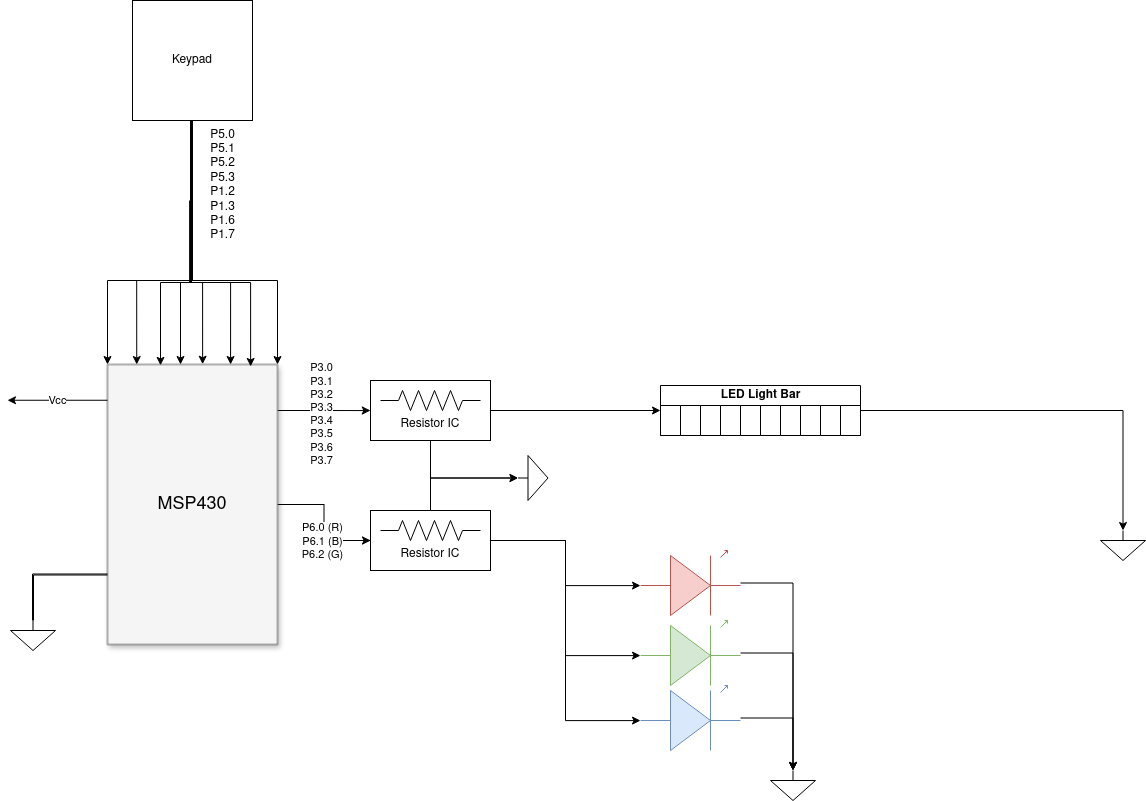 Keypad
P5.0
P5.1
P5.2
P5.3
P1.2
P1.3
P1.6
P1.7
Vcc
MSP430
P3.0
P3.1
P3.2
P3.3
P3.4
P3.5
P3.6
P3.7
Resistor IC
LED Light Bar
P6.0 (R)
P6.1 (B)
P6.2 (G)
Resistor IC